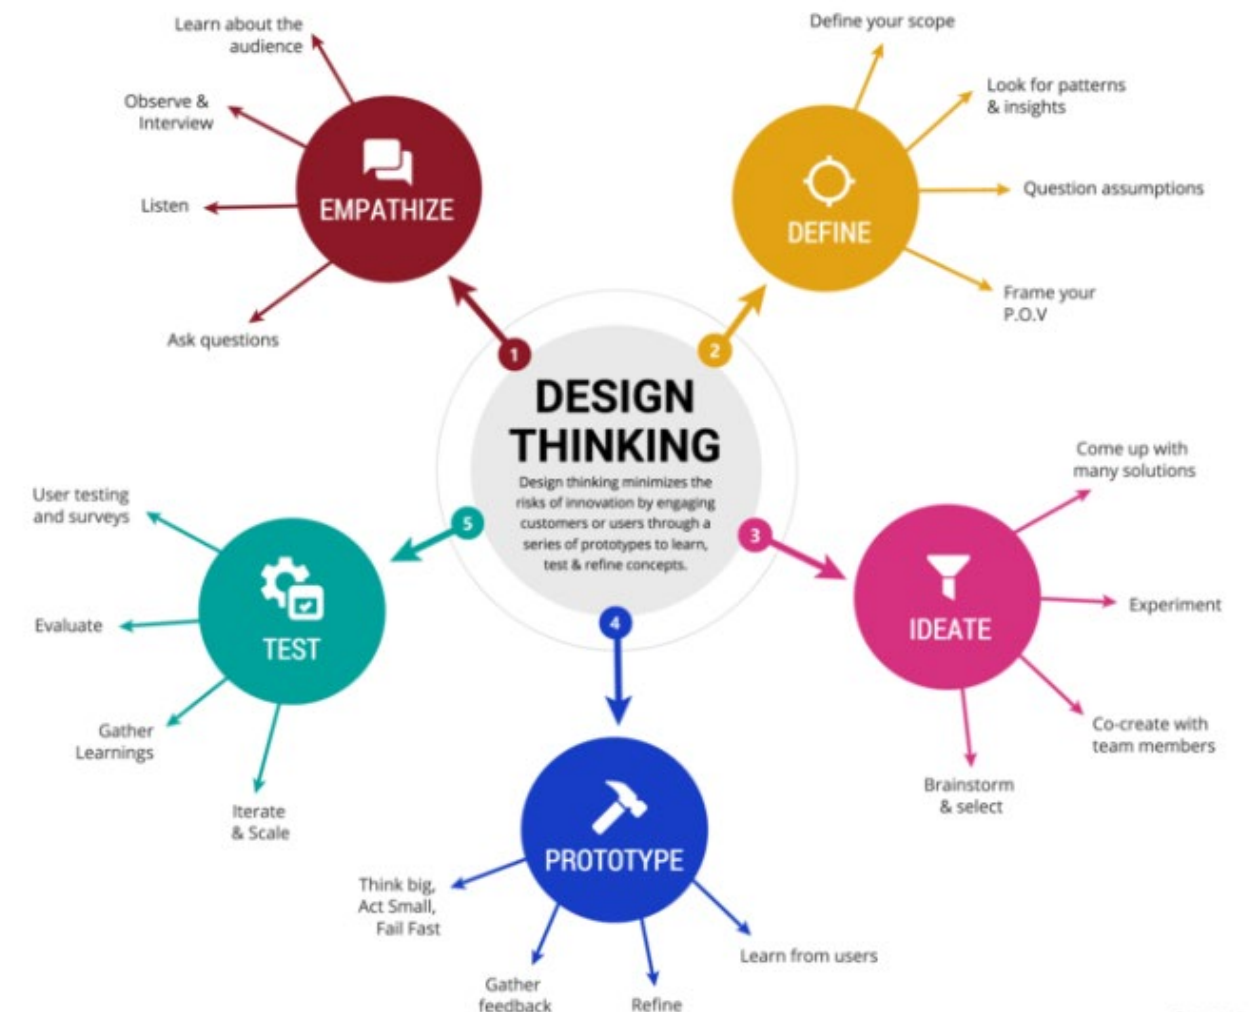 DESIGN
THINKING
Design thinking minimizes the
risks of innovation by engaging
customers or users through a
series of prototypes to learn,
test & refine concepts.
1
EMPATHIZE
Learn about the
audience
Observe &
Interview
Listen
Ask questions
2
DEFINE
Define your scope
Look for patterns
& insights
Question assumptions
Frame your
P.O.V
3
IDEATE
Come up with
many solutions
Experiment
Co-create with
team members
Brainstorm
& select
4
PROTOTYPE
Learn from users
Refine
Gather
feedback
Think big,
Act Small,
Fail Fast
5
TEST
User testing
and surveys
Evaluate
Gather
Learnings
Iterate
& Scale